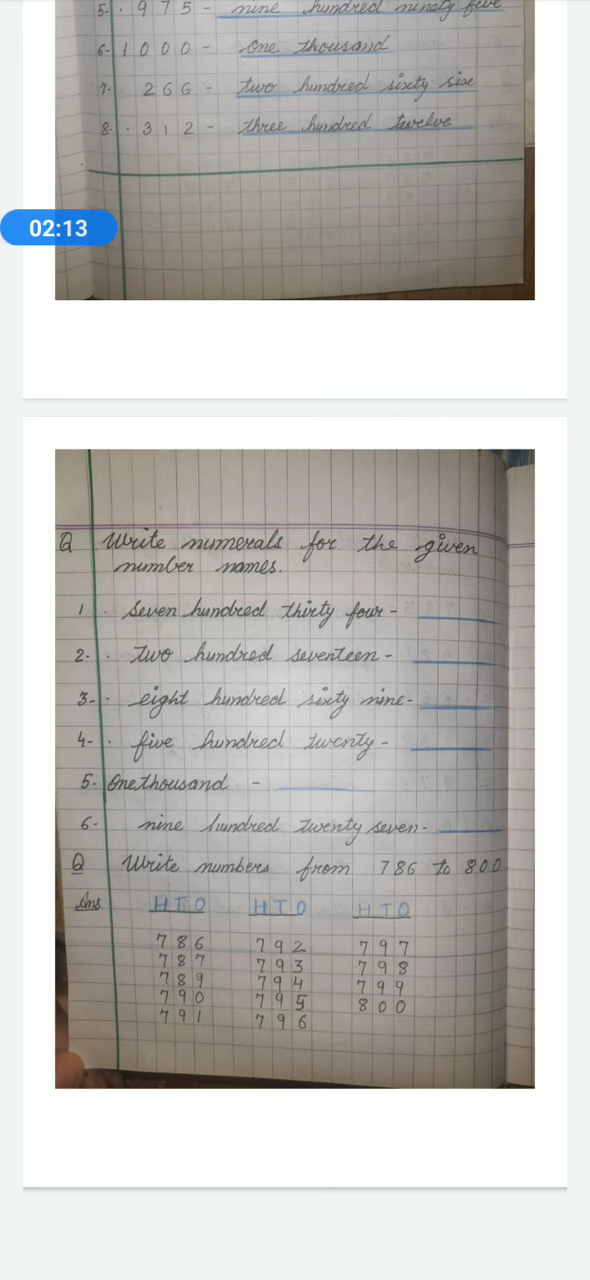 5- 975 - nine hundred ninety five
6- 1000 - one thousand
7- 266 - two hundred sixty six
8- 312 - three hundred twelve
02:13
Q Write numerals for the given
number names.
1 seven hundred thirty four -
2- two hundred seventeen -
3- eight hundred sixty nine-
4- five hundred twenty -
5- One thousand -
6- nine hundred twenty seven-
Q Write numbers from 786 to 800
Ans HTO HTO HTO
786 792 797
787 793 798
789 794 799
790 795 800
791 796